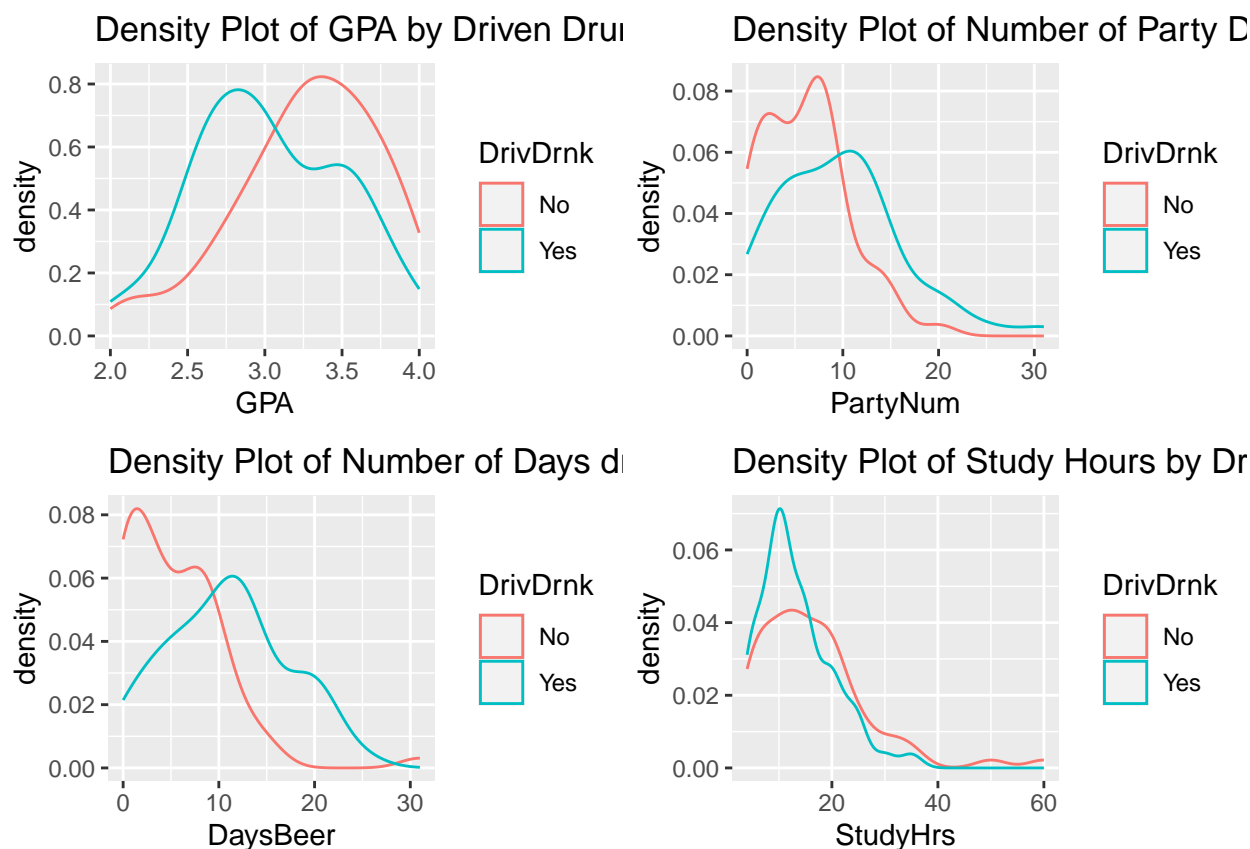 Density Plot of GPA by Driven
0.8
0.6
0.4
0.2
0.0
density
2.0 2.5 3.0 3.5 4.0
GPA
DrivDrnk
No
Yes
Density Plot of Number of Party
0.08
0.06
0.04
0.02
0.00
density
0 10 20 30
PartyNum
DrivDrnk
No
Yes
Density Plot of Number of Days
0.08
0.06
0.04
0.02
0.00
density
0 10 20 30
DaysBeer
DrivDrnk
No
Yes
Density Plot of Study Hours by Dr
0.06
0.04
0.02
0.00
density
20 40 60
StudyHrs
DrivDrnk
No
Yes